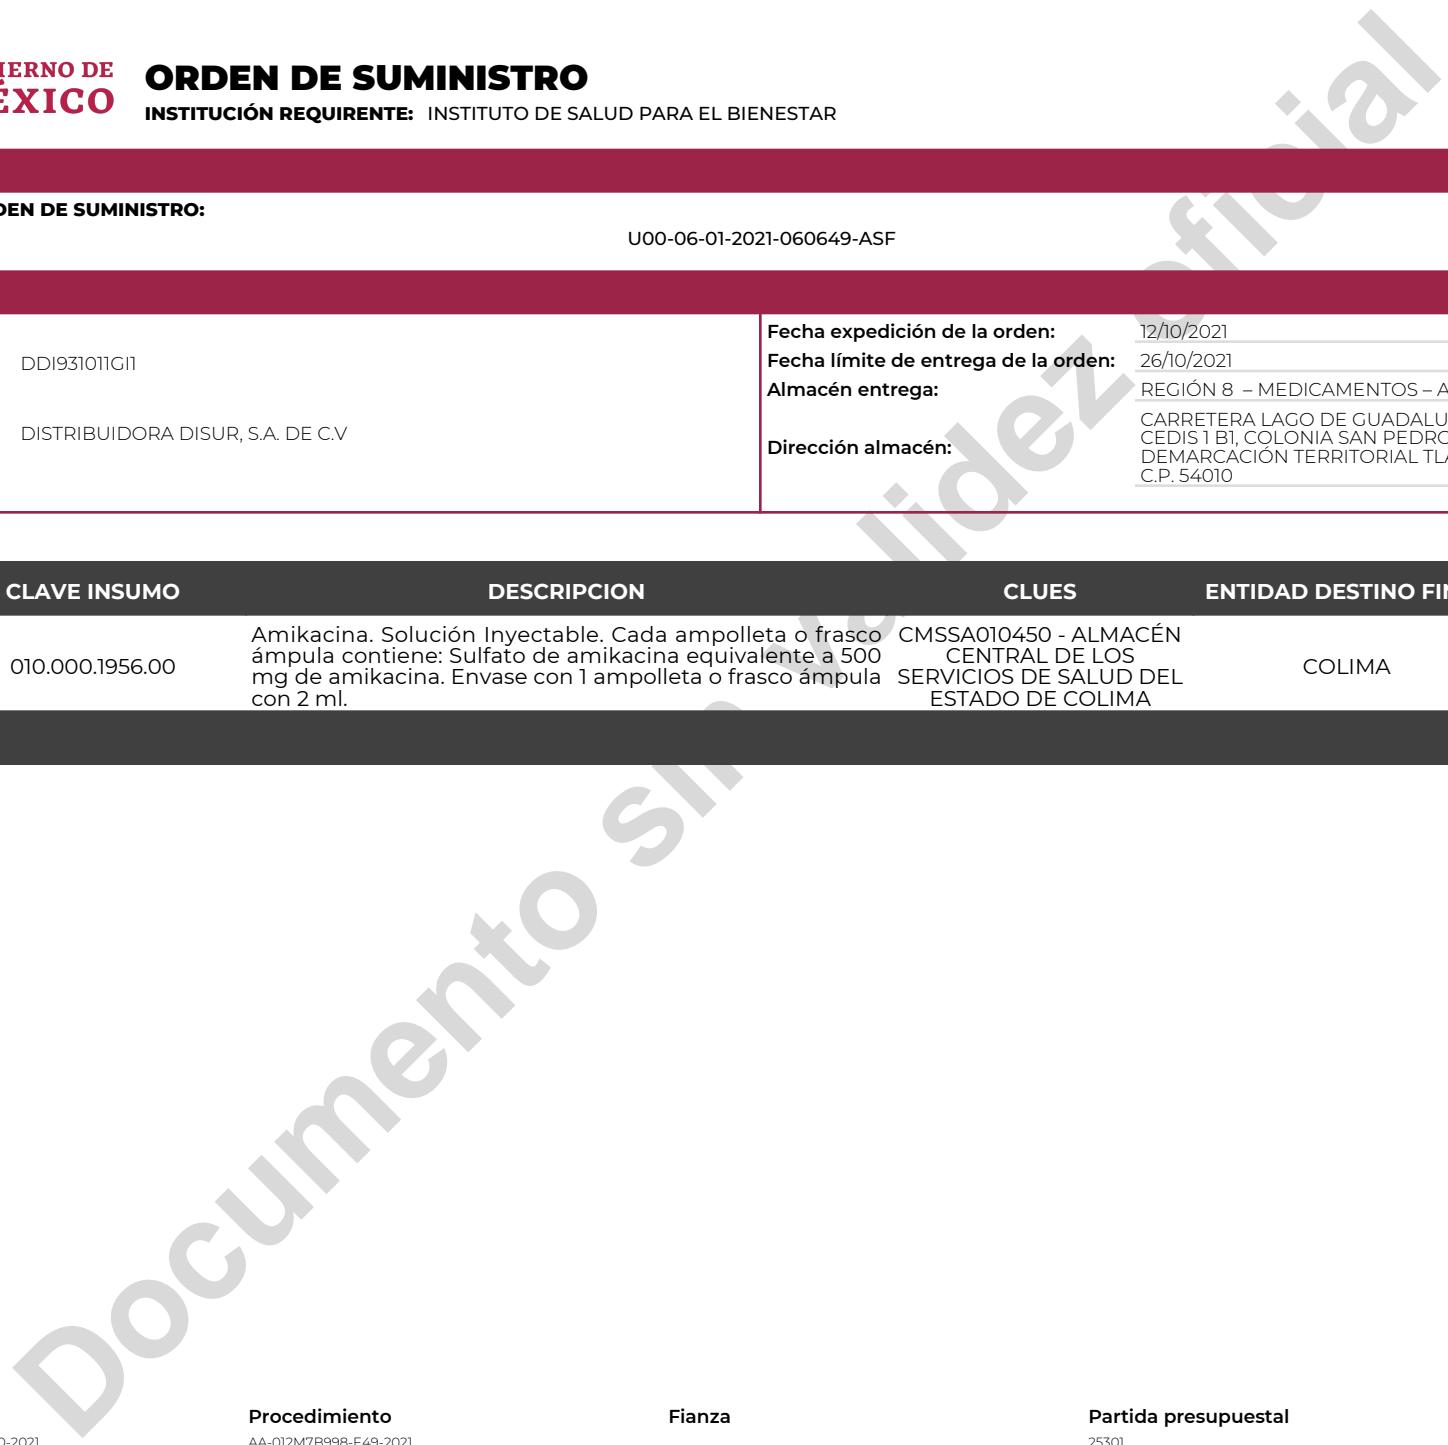 ORDEN DE SUMINISTRO
INSTITUCIÓN REQUIRENTE: INSTITUTO DE SALUD PARA EL BIENESTAR
DE
DE SUMINISTRO:
U00-06-01-2021-060649-ASF
DDI931011GI1
DISTRIBUIDORA DISUR, S.A. DE C.V
Fecha expedición de la orden: 12/10/2021
Fecha límite de entrega de la orden: 26/10/2021
Almacén entrega: REGIÓN 8 – MEDICAMENTOS –
Dirección almacén:
CARRETERA LAGO DE
CEDIS 1 B1, COLONIA SAN PEDRO
DEMARCACIÓN TERRITORIAL
C.P. 54010
CLAVE INSUMO DESCRIPCION CLUES ENTIDAD DESTINO
010.000.1956.00
Amikacina. Solución Inyectable. Cada ampolleta o frasco
ámpula contiene: Sulfato de amikacina equivalente a 500
mg de amikacina. Envase con 1 ampolleta o frasco ámpula
con 2 ml.
CMSSA010450 - ALMACÉN
CENTRAL DE LOS
SERVICIOS DE SALUD DEL
ESTADO DE COLIMA
COLIMA
Documento sin validez oficial
Procedimiento Fianza Partida presupuestal